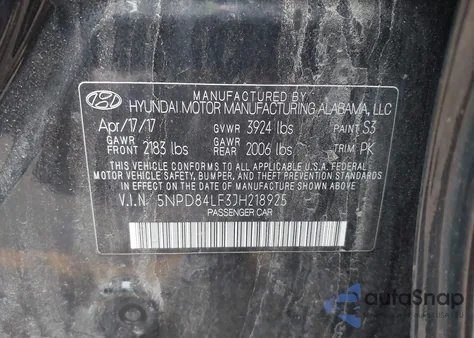 MANUFACTURED BY
HYUNDAI MOTOR MANUFACTURING ALABAMA, LLC
Apr/17/17 GVWR 3924 lbs PAINT S3
GAWR FRONT 2183 lbs GAWR REAR 2006 lbs TRIM PK
THIS VEHICLE CONFORMS TO ALL APPLICABLE U.S.A. FEDERAL
MOTOR VEHICLE SAFETY, BUMPER, AND THEFT PREVENTION
STANDARDS IN EFFECT ON THE DATE OF MANUFACTURE SHOWN ABOVE.
V.I.N. 5NPD84LF3JH218925
PASSENGER CAR
autoSnap